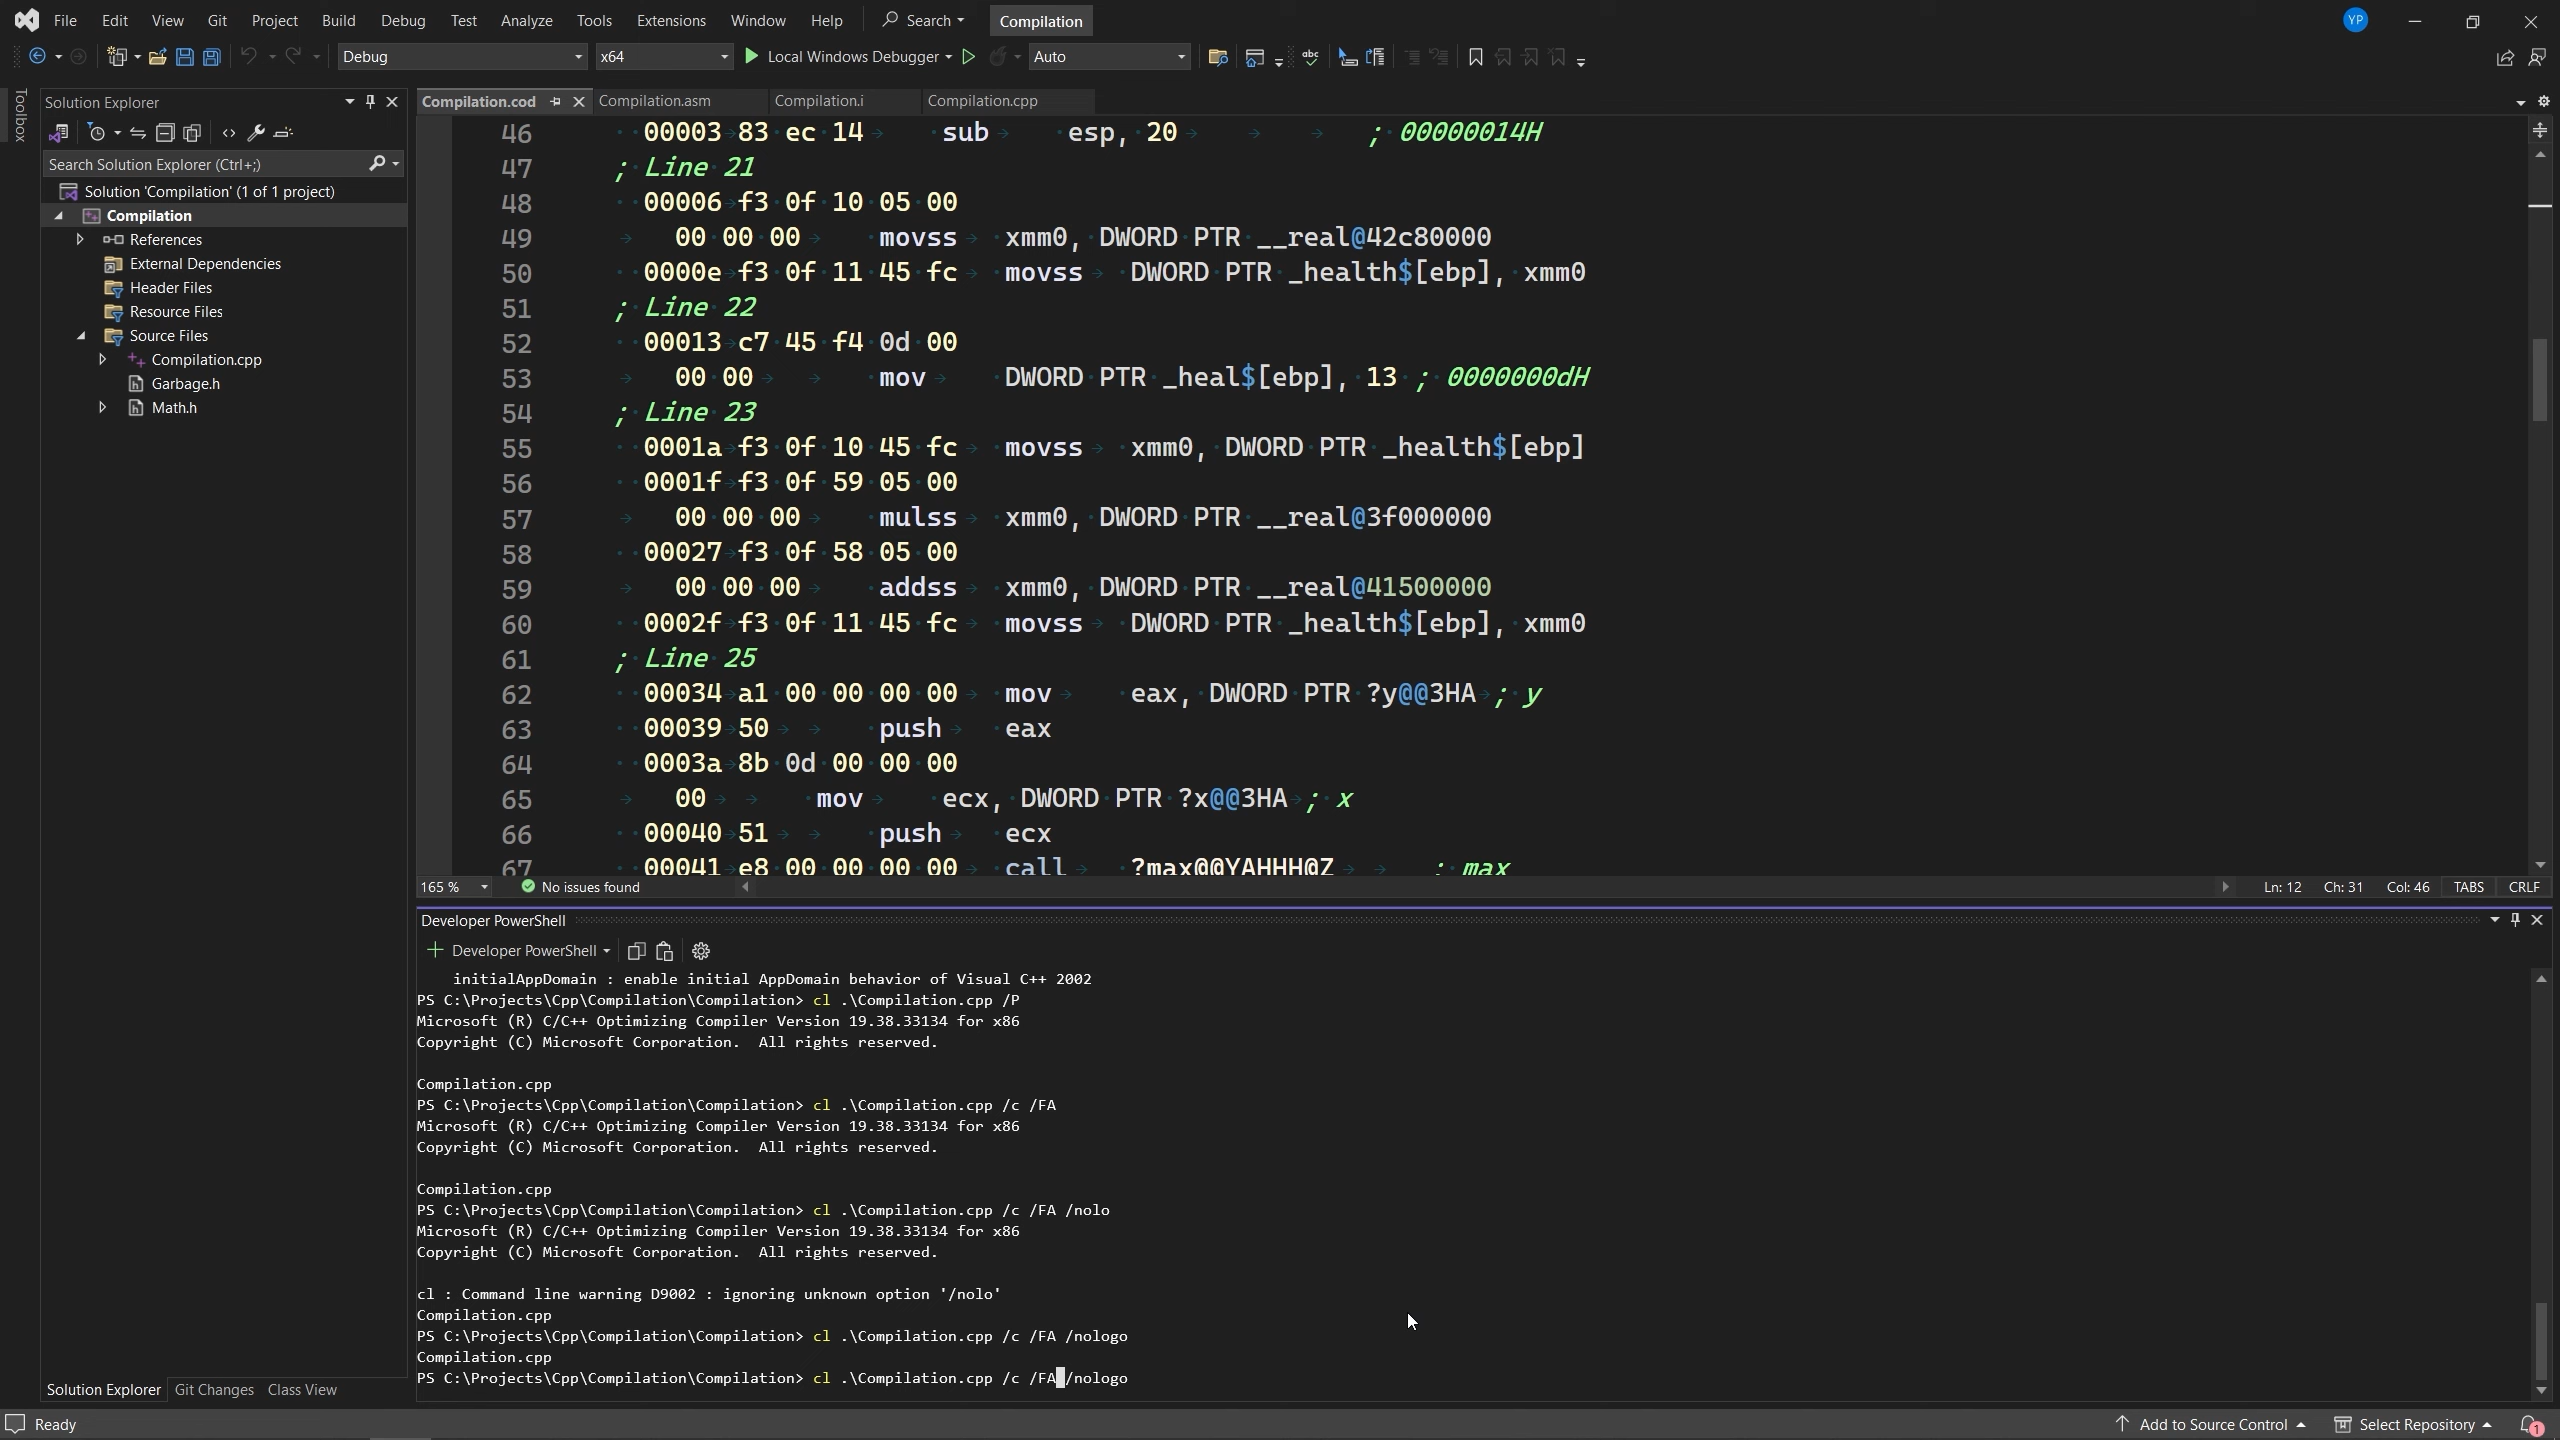 File Edit View Git Project Build Debug Test Analyze Tools Extensions Window Help Search Compilation YP
Debug x64 Local Windows Debugger Auto
Toolbox
Solution Explorer
Search Solution Explorer (Ctrl+;)
Solution 'Compilation' (1 of 1 project)
Compilation
References
External Dependencies
Header Files
Resource Files
Source Files
Compilation.cpp
Garbage.h
Math.h
Solution Explorer Git Changes Class View
Compilation.cod Compilation.asm Compilation.i Compilation.cpp
46 00003 83 ec 14 sub esp, 20 ; 00000014H
47 ; Line 21
48 00006 f3 0f 10 05 00
49 00 00 00 movss xmm0, DWORD PTR __real@42c80000
50 0000e f3 0f 11 45 fc movss DWORD PTR _health$[ebp], xmm0
51 ; Line 22
52 00013 c7 45 f4 0d 00
53 00 00 mov DWORD PTR _heal$[ebp], 13 ; 0000000dH
54 ; Line 23
55 0001a f3 0f 10 45 fc movss xmm0, DWORD PTR _health$[ebp]
56 0001f f3 0f 59 05 00
57 00 00 00 mulss xmm0, DWORD PTR __real@3f000000
58 00027 f3 0f 58 05 00
59 00 00 00 addss xmm0, DWORD PTR __real@41500000
60 0002f f3 0f 11 45 fc movss DWORD PTR _health$[ebp], xmm0
61 ; Line 25
62 00034 a1 00 00 00 00 mov eax, DWORD PTR ?y@@3HA ; y
63 00039 50 push eax
64 0003a 8b 0d 00 00 00
65 00 mov ecx, DWORD PTR ?x@@3HA ; x
66 00040 51 push ecx
67 00041 e8 00 00 00 00 call ?max@@YAHHH@Z ; max
165 % No issues found Ln: 12 Ch: 31 Col: 46 TABS CRLF
Developer PowerShell
Developer PowerShell
initialAppDomain : enable initial AppDomain behavior of Visual C++ 2002
PS C:\Projects\Cpp\Compilation\Compilation> cl .\Compilation.cpp /P
Microsoft (R) C/C++ Optimizing Compiler Version 19.38.33134 for x86
Copyright (C) Microsoft Corporation. All rights reserved.
Compilation.cpp
PS C:\Projects\Cpp\Compilation\Compilation> cl .\Compilation.cpp /c /FA
Microsoft (R) C/C++ Optimizing Compiler Version 19.38.33134 for x86
Copyright (C) Microsoft Corporation. All rights reserved.
Compilation.cpp
PS C:\Projects\Cpp\Compilation\Compilation> cl .\Compilation.cpp /c /FA /nolo
Microsoft (R) C/C++ Optimizing Compiler Version 19.38.33134 for x86
Copyright (C) Microsoft Corporation. All rights reserved.
cl : Command line warning D9002 : ignoring unknown option '/nolo'
Compilation.cpp
PS C:\Projects\Cpp\Compilation\Compilation> cl .\Compilation.cpp /c /FA /nologo
Compilation.cpp
PS C:\Projects\Cpp\Compilation\Compilation> cl .\Compilation.cpp /c /FA /nologo
Ready Add to Source Control Select Repository 1